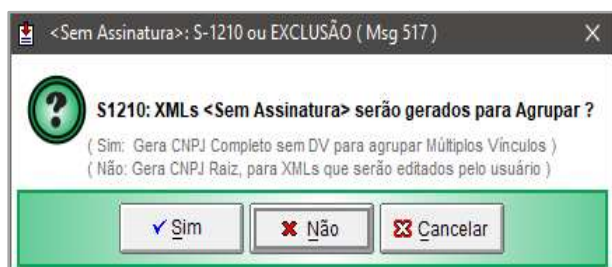 <Sem Assinatura>: S-1210 ou EXCLUSÃO ( Msg 517 )
S1210: XMLs <Sem Assinatura> serão gerados para Agrupar ?
( Sim: Gera CNPJ Completo sem DV para agrupar Múltiplos Vínculos )
( Não: Gera CNPJ Raiz, para XMLs que serão editados pelo usuário )
Sim Não Cancelar